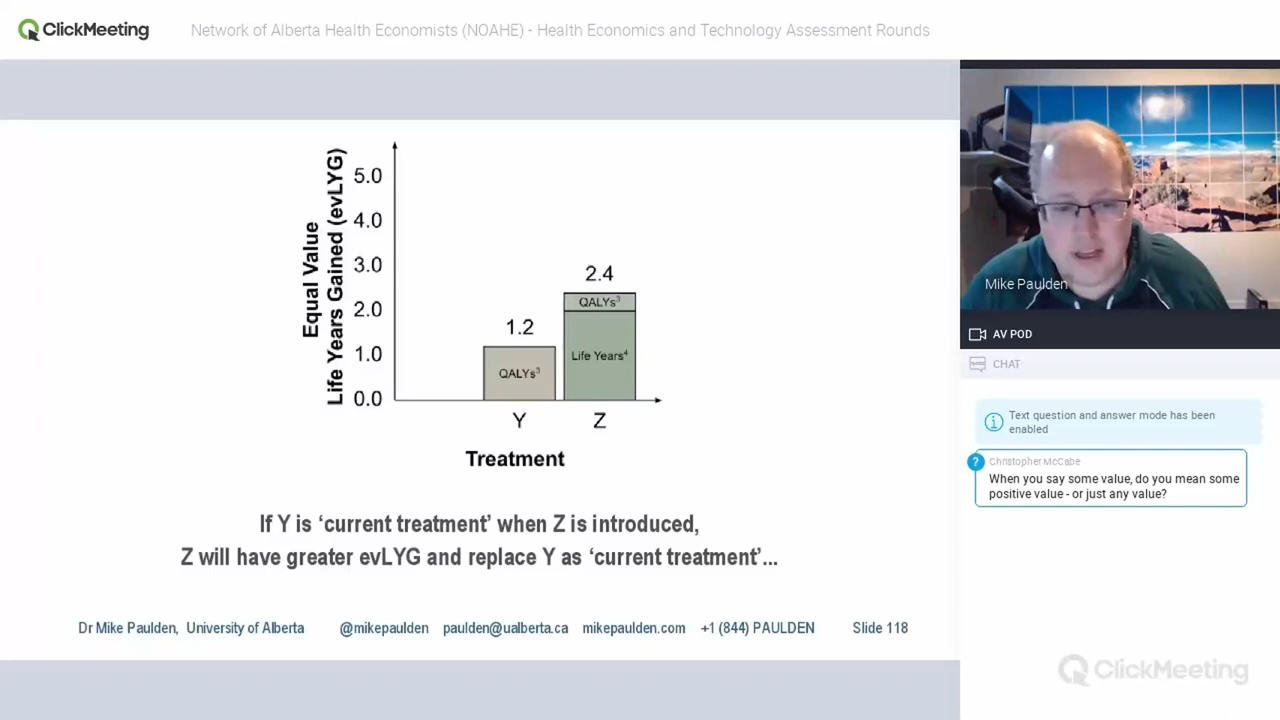 ClickMeeting
Network of Alberta Health Economists (NOAHE) - Health Economics and Technology Assessment Rounds
Equal Value
Life Years Gained (evLYG)
5.0
4.0
3.0
2.0
1.0
0.0
1.2
QALYs³
2.4
QALYs³
Life Years⁴
Y
Z
Treatment
If Y is ‘current treatment’ when Z is introduced,
Z will have greater evLYG and replace Y as ‘current treatment’...
Dr Mike Paulden, University of Alberta @mikepaulden paulden@ualberta.ca mikepaulden.com +1 (844) PAULDEN Slide 118
Mike Paulden
AV POD
CHAT
Text question and answer mode has been
enabled
?
Christopher McCabe
When you say some value, do you mean some
positive value - or just any value?
ClickMeeting